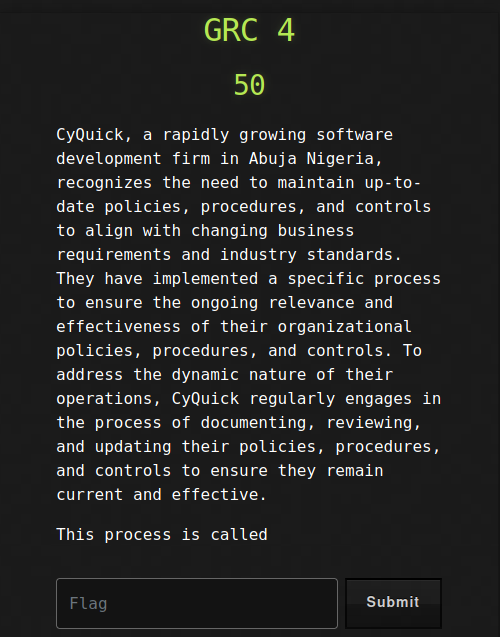 GRC 4
50
CyQuick, a rapidly growing software
development firm in Abuja Nigeria,
recognizes the need to maintain up-to-
date policies, procedures, and controls
to align with changing business
requirements and industry standards.
They have implemented a specific process
to ensure the ongoing relevance and
effectiveness of their organizational
policies, procedures, and controls. To
address the dynamic nature of their
operations, CyQuick regularly engages in
the process of documenting, reviewing,
and updating their policies, procedures,
and controls to ensure they remain
current and effective.
This process is called
Flag
Submit